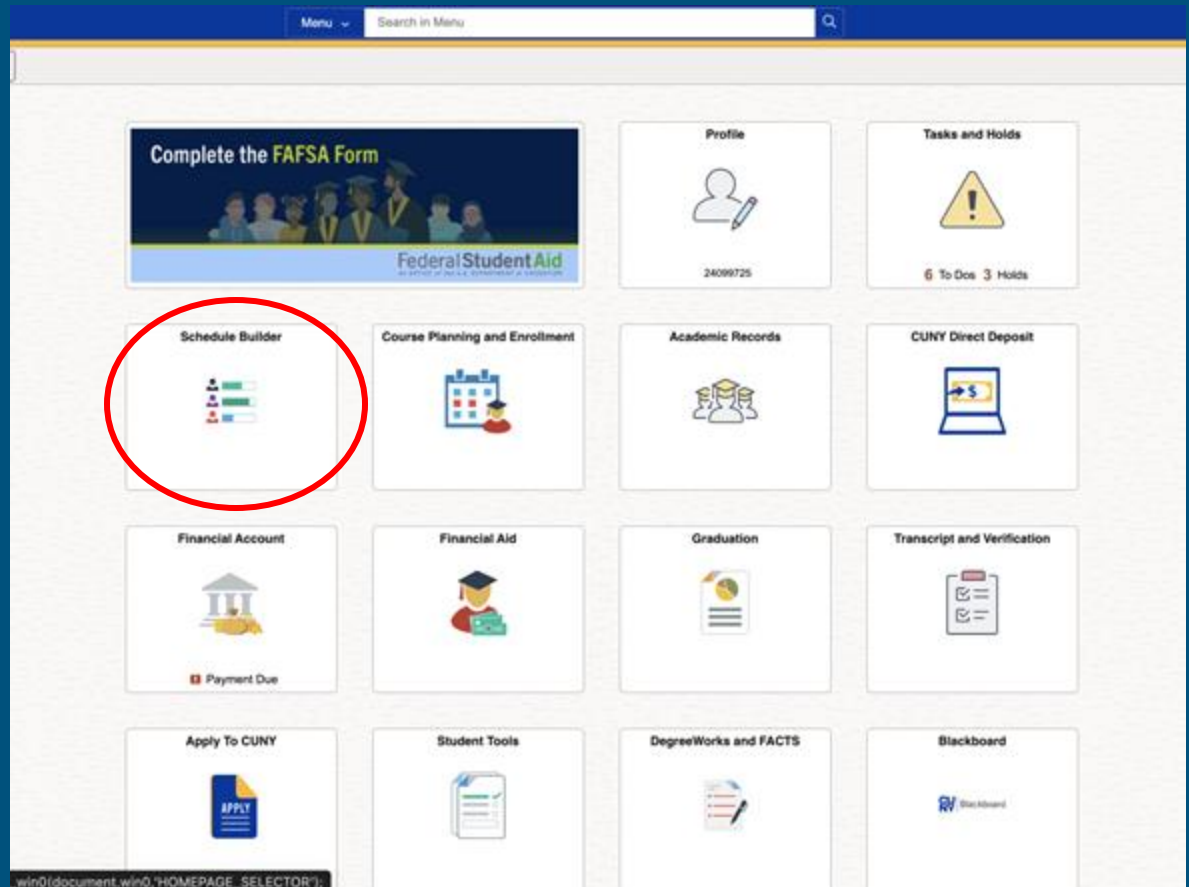 Menu
Search in Menu
Complete the FAFSA Form
Federal Student Aid
Profile
24099725
Tasks and Holds
6 To Dos 3 Holds
Schedule Builder
Course Planning and Enrollment
Academic Records
CUNY Direct Deposit
$
Financial Account
Payment Due
Financial Aid
Graduation
Transcript and Verification
Apply To CUNY
APPLY
Student Tools
DegreeWorks and FACTS
Blackboard
Blackboard
win0(document.win0,"HOMEPAGE_SELECTOR");